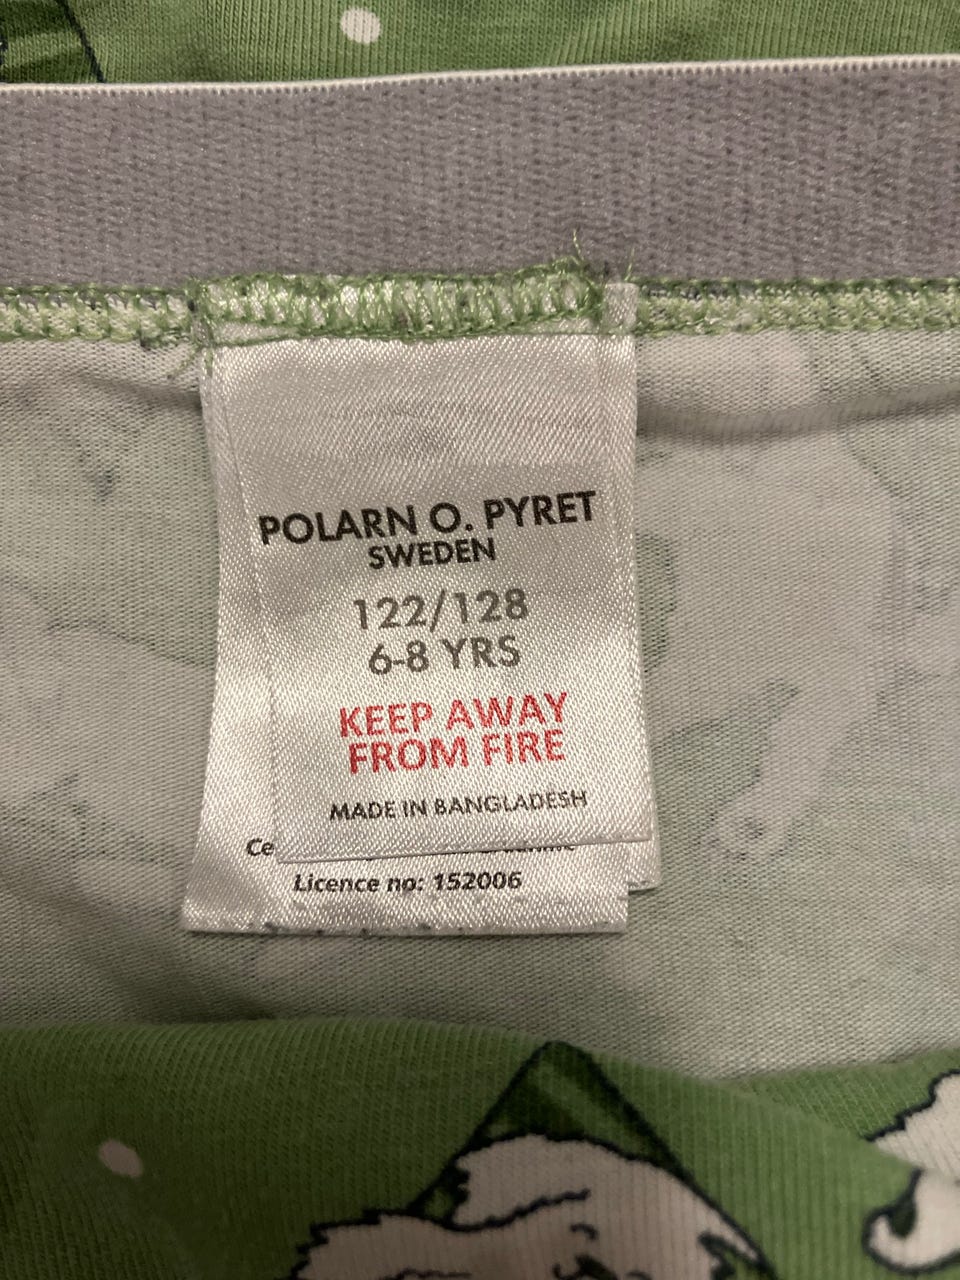 POLARN O. PYRET
SWEDEN
122/128
6-8 YRS
KEEP AWAY
FROM FIRE
MADE IN BANGLADESH
Licence no: 152006